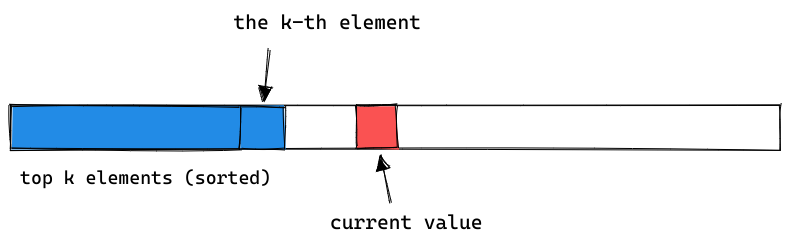 the k-th element
top k elements (sorted)
current value